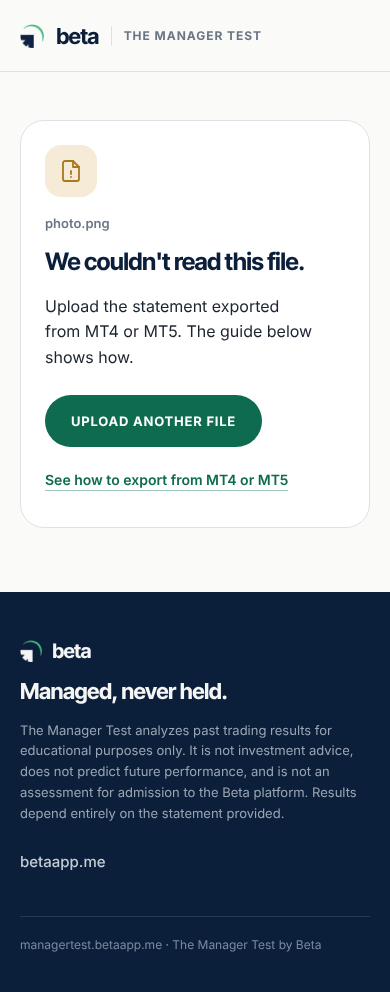 beta
THE MANAGER TEST
photo.png
We couldn't read this file.
Upload the statement exported
from MT4 or MT5. The guide below
shows how.
UPLOAD ANOTHER FILE
See how to export from MT4 or MT5
beta
Managed, never held.
The Manager Test analyzes past trading results for
educational purposes only. It is not investment advice,
does not predict future performance, and is not an
assessment for admission to the Beta platform. Results
depend entirely on the statement provided.
betaapp.me
managertest.betaapp.me · The Manager Test by Beta